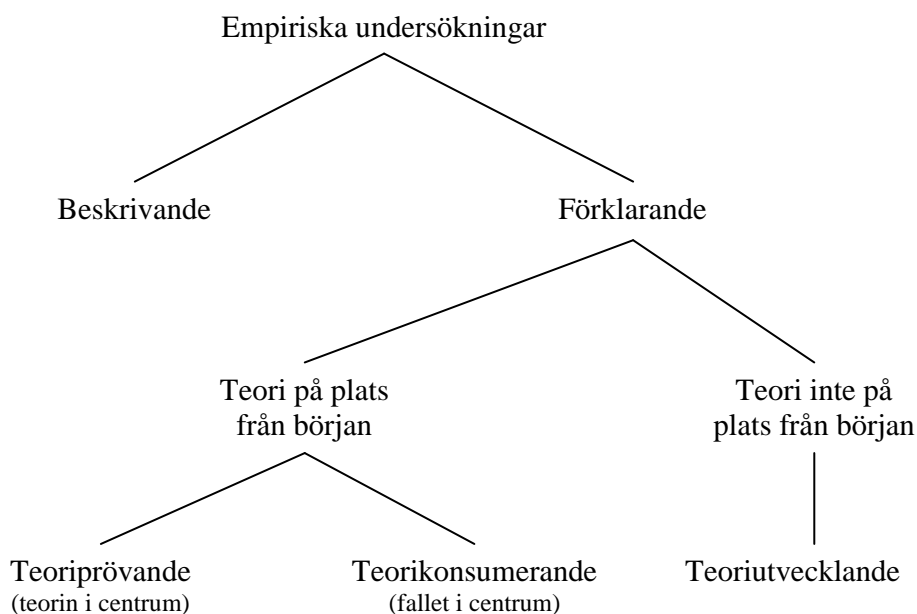 Empiriska undersökningar
Beskrivande
Förklarande
Teori på plats
från början
Teori inte på
plats från början
Teoriprövande
(teorin i centrum)
Teorikonsumerande
(fallet i centrum)
Teoriutvecklande